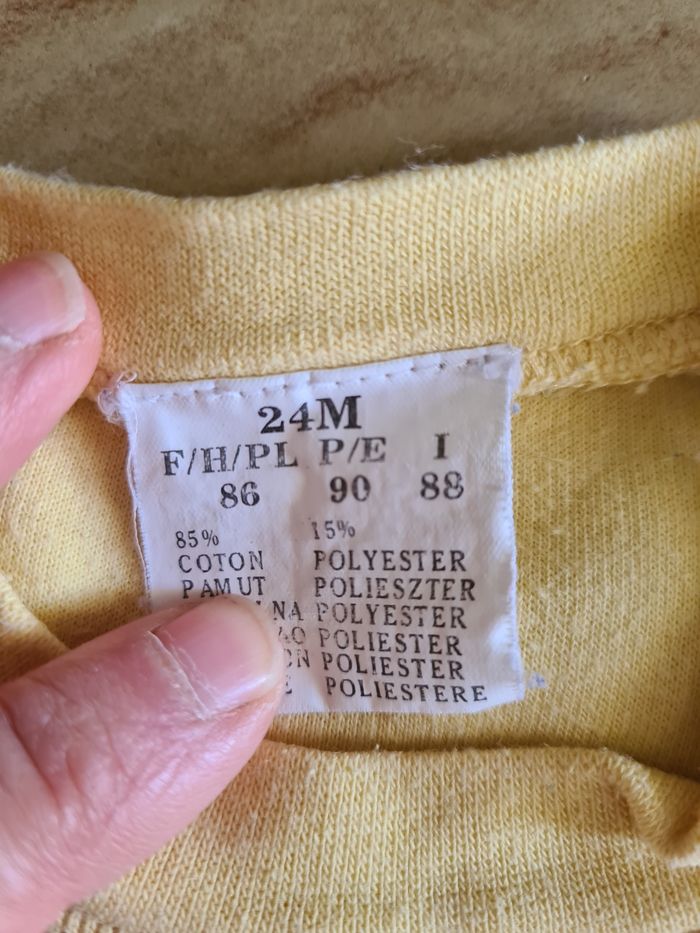 24M
F/H/PL P/E I
86 90 88
85% 15%
COTON POLYESTER
PAMUT POLIESZTER
POLYESTER
POLIESTER
POLIESTER
POLIESTERE